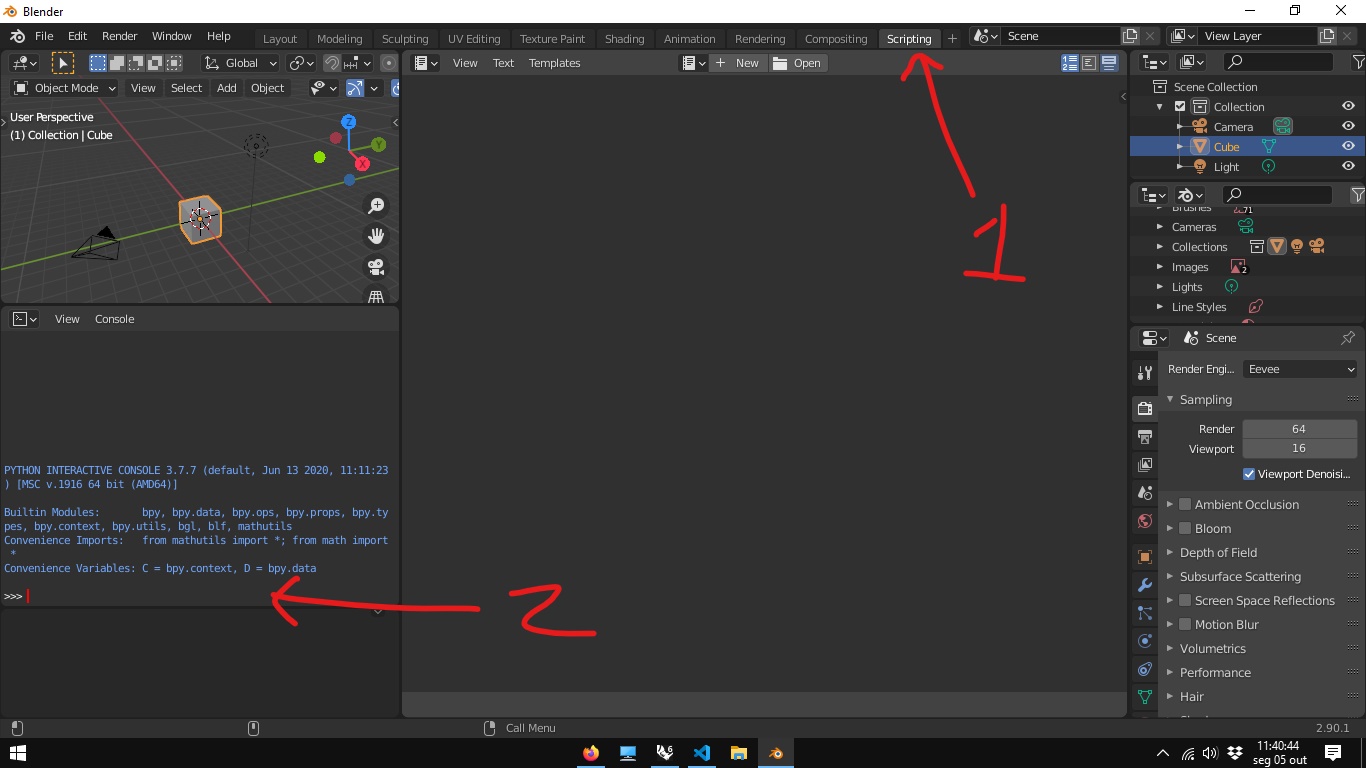 Blender
File Edit Render Window Help Layout Modeling Sculpting UV Editing Texture Paint Shading Animation Rendering Compositing Scripting + Scene View Layer
Global
View Text Templates
+ New Open
Object Mode View Select Add Object
User Perspective
(1) Collection | Cube
Z
Y
X
Scene Collection
Collection
Camera
Cube
Light
Brushes 71
Cameras
Collections
Images 2
Lights
Line Styles
1
View Console
PYTHON INTERACTIVE CONSOLE 3.7.7 (default, Jun 13 2020, 11:11:23
) [MSC v.1916 64 bit (AMD64)]
Builtin Modules: bpy, bpy.data, bpy.ops, bpy.props, bpy.ty
pes, bpy.context, bpy.utils, bgl, blf, mathutils
Convenience Imports: from mathutils import *; from math import
*
Convenience Variables: C = bpy.context, D = bpy.data
>>>
2
Scene
Render Engi... Eevee
Sampling
Render 64
Viewport 16
Viewport Denoisi...
Ambient Occlusion
Bloom
Depth of Field
Subsurface Scattering
Screen Space Reflections
Motion Blur
Volumetrics
Performance
Hair
Call Menu 2.90.1
6
11:40:44
seg 05 out